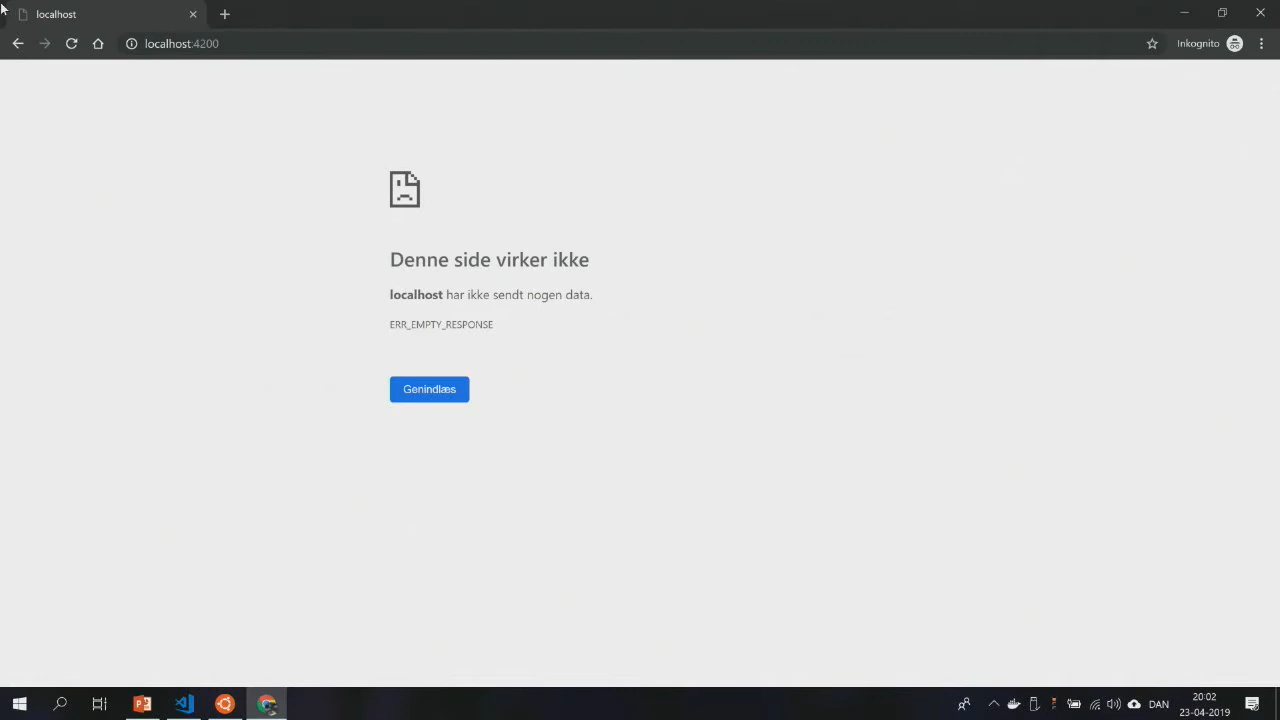 localhost
localhost:4200
Inkognito
Denne side virker ikke
localhost har ikke sendt nogen data.
ERR_EMPTY_RESPONSE
Genindlæs
DAN
20:02
23-04-2019